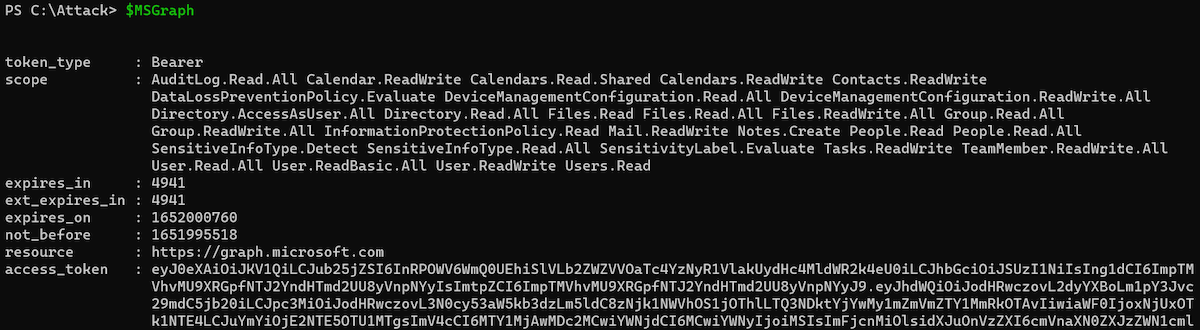 PS C:\Attack> $MSGraph
token_type : Bearer
scope : AuditLog.Read.All Calendar.ReadWrite Calendars.Read.Shared Calendars.ReadWrite Contacts.ReadWrite
DataLossPreventionPolicy.Evaluate DeviceManagementConfiguration.Read.All DeviceManagementConfiguration.ReadWrite.All
Directory.AccessAsUser.All Directory.Read.All Files.Read Files.Read.All Files.ReadWrite.All Group.Read.All
Group.ReadWrite.All InformationProtectionPolicy.Read Mail.ReadWrite Notes.Create People.Read People.Read.All
SensitiveInfoType.Detect SensitiveInfoType.Read.All SensitivityLabel.Evaluate Tasks.ReadWrite TeamMember.ReadWrite.All
User.Read.All User.ReadBasic.All User.ReadWrite Users.Read
expires_in : 4941
ext_expires_in : 4941
expires_on : 1652000760
not_before : 1651995518
resource : https://graph.microsoft.com
access_token :